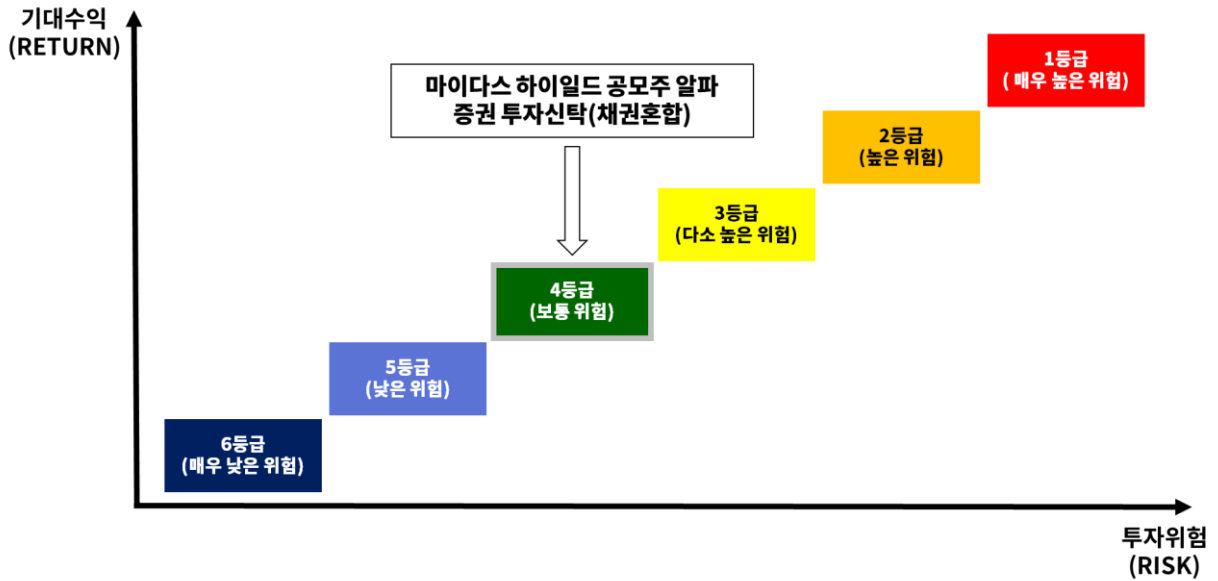 기대수익
(RETURN)
마이다스 하이일드 공모주 알파
증권 투자신탁(채권혼합)
1등급
( 매우 높은 위험)
2등급
(높은 위험)
3등급
(다소 높은 위험)
4등급
(보통 위험)
5등급
(낮은 위험)
6등급
(매우 낮은 위험)
투자위험
(RISK)